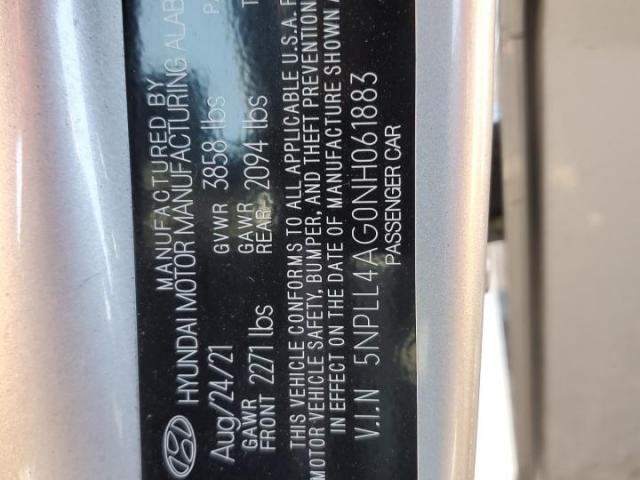 MANUFACTURED BY
HYUNDAI MOTOR MANUFACTURING ALAB
Aug/24/21 GVWR 3858 lbs
GAWR FRONT 2271 lbs GAWR REAR 2094 lbs
THIS VEHICLE CONFORMS TO ALL APPLICABLE U.S.A. F
MOTOR VEHICLE SAFETY, BUMPER, AND THEFT PREVENTION
IN EFFECT ON THE DATE OF MANUFACTURE SHOWN A
V.I.N 5NPLL4AG0NH061883
PASSENGER CAR